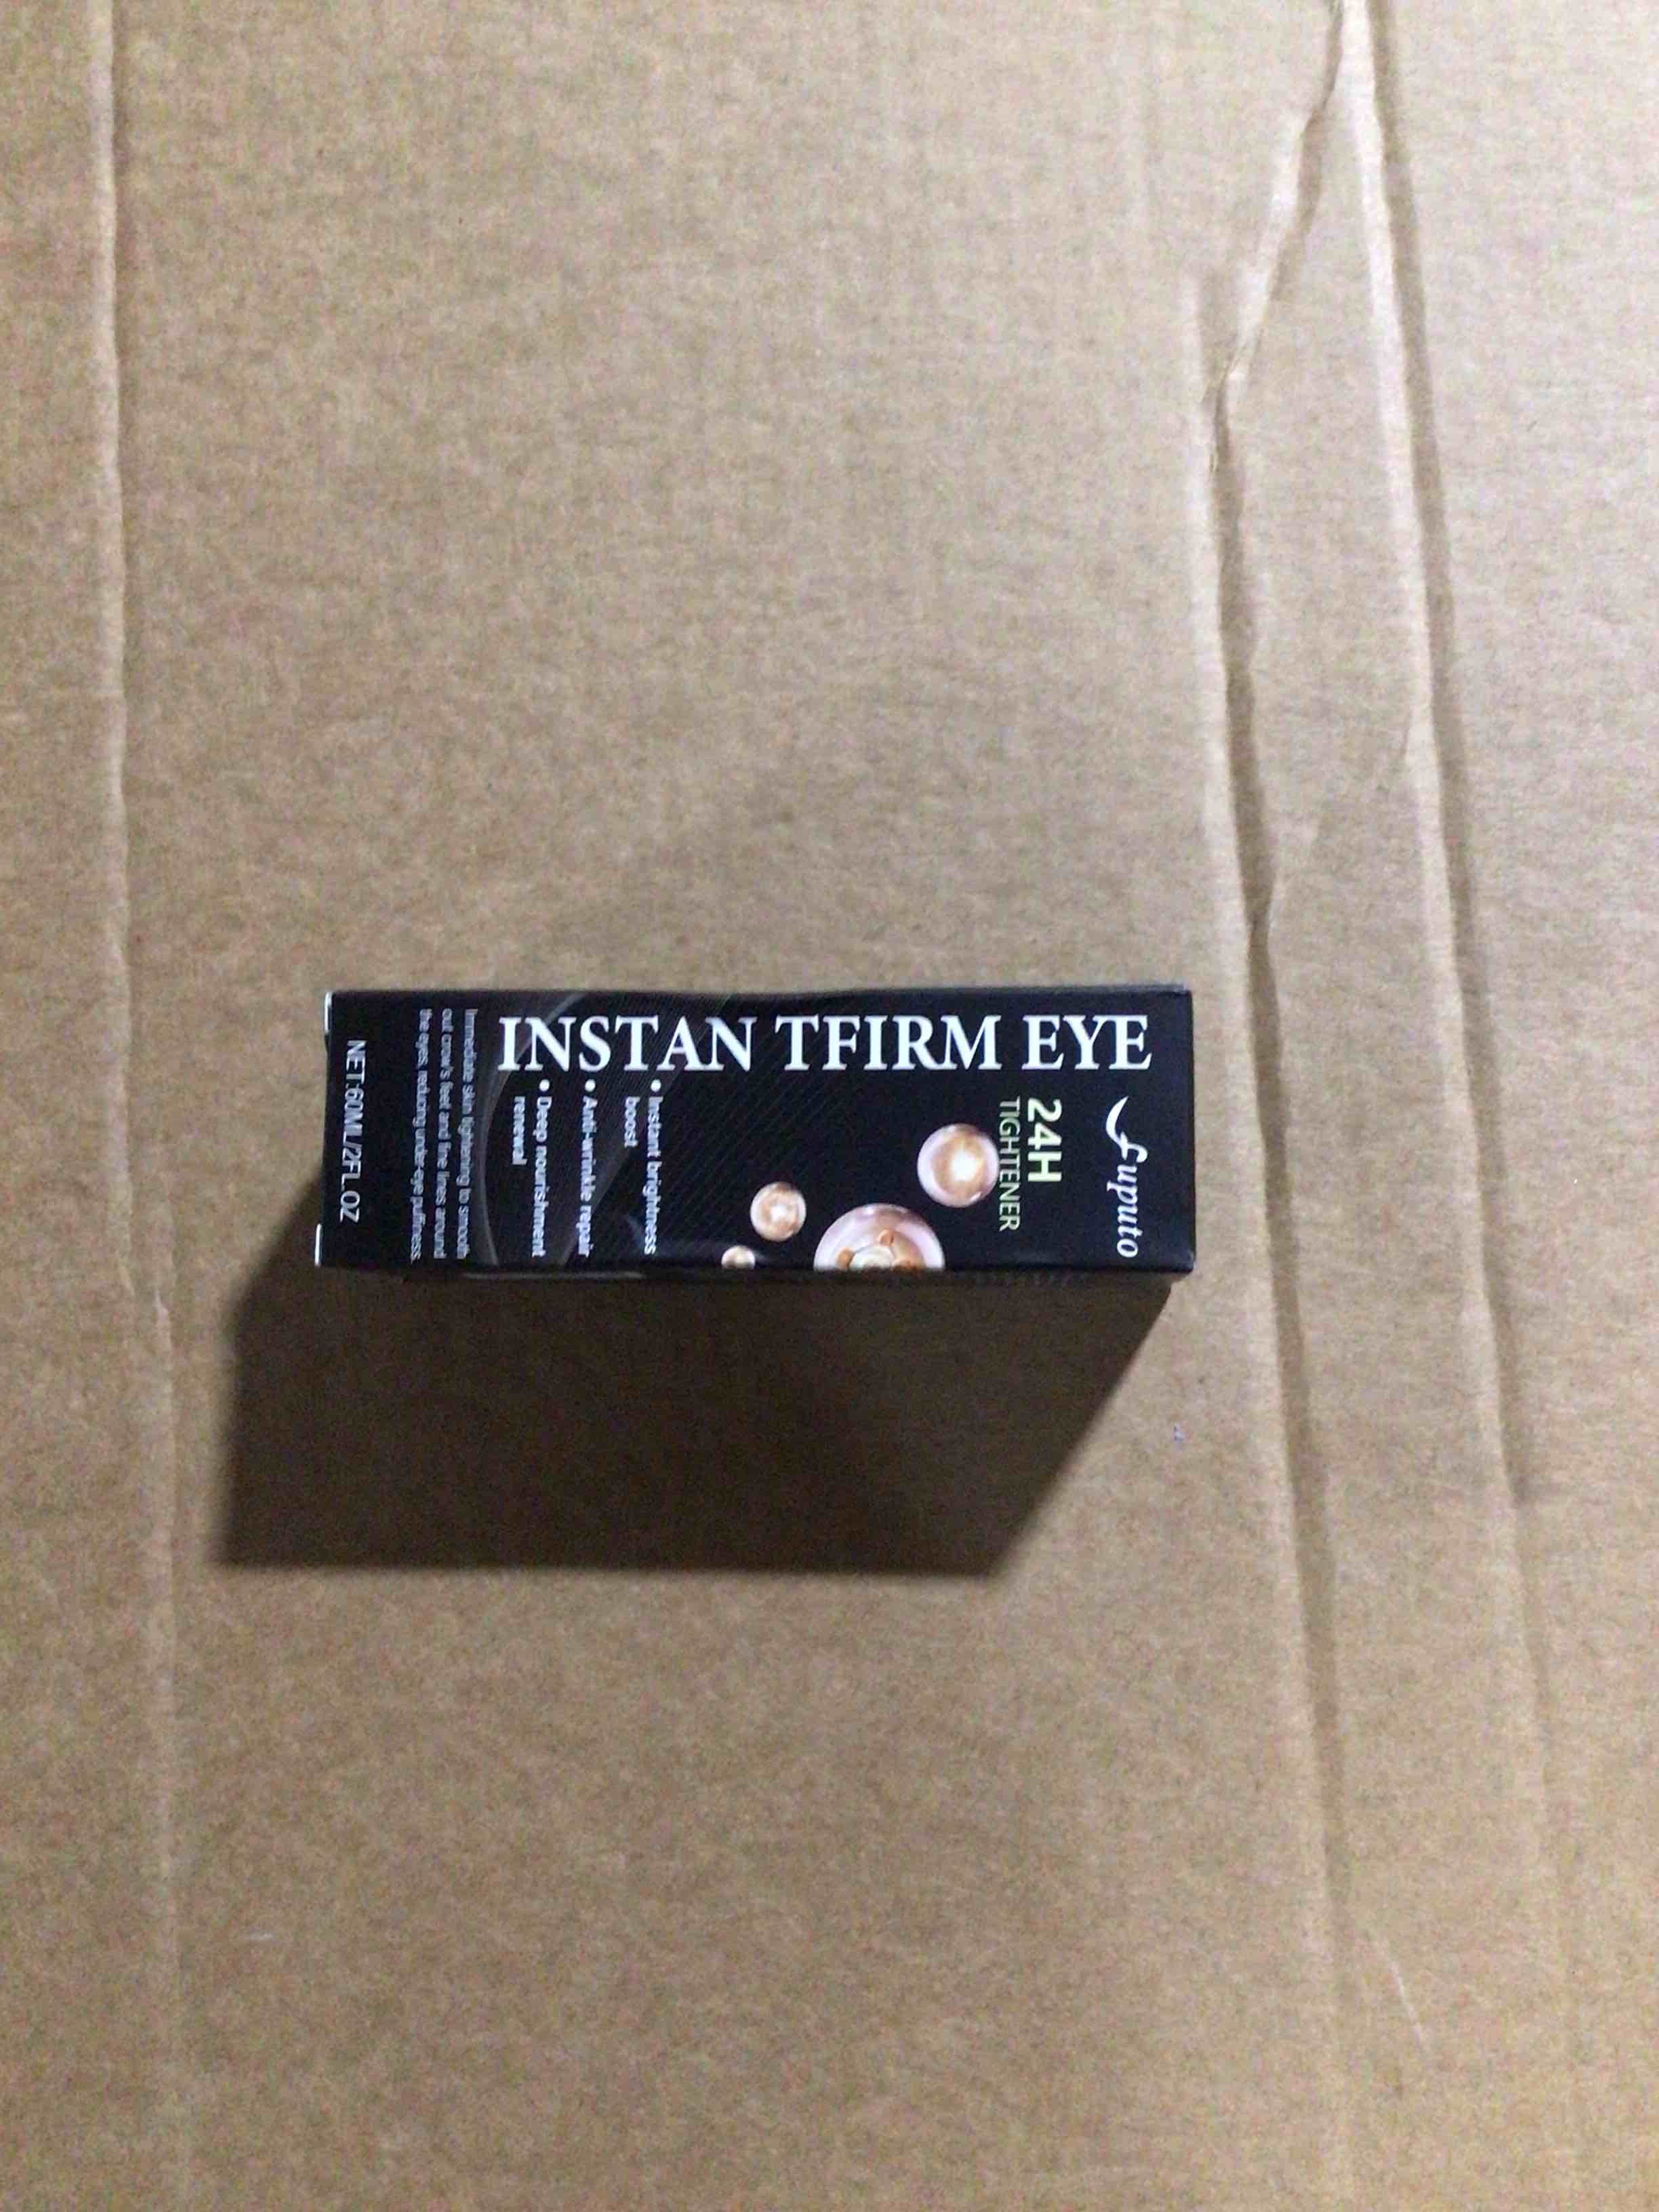 fuputo
24H
TIGHTENER
INSTAN TFIRM EYE
• Instant brightness
boost
• Anti-wrinkle repair
• Deep nourishment
renewal
Immediate skin tightening to smooth
out crow's feet and fine lines around
the eyes, reducing under-eye puffiness.
NET:60ML/2FL.OZ